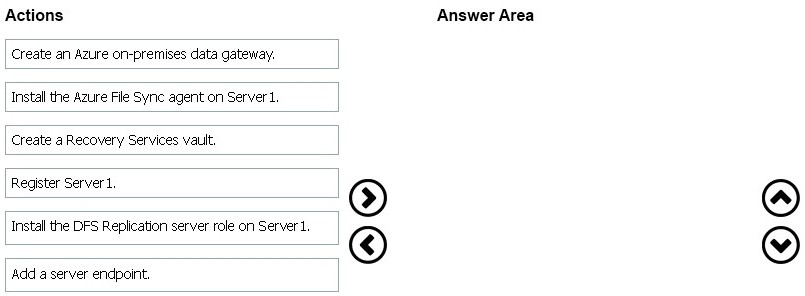 Actions
Answer Area
Create an Azure on-premises data gateway.
Install the Azure File Sync agent on Server1.
Create a Recovery Services vault.
Register Server1.
Install the DFS Replication server role on Server1.
Add a server endpoint.